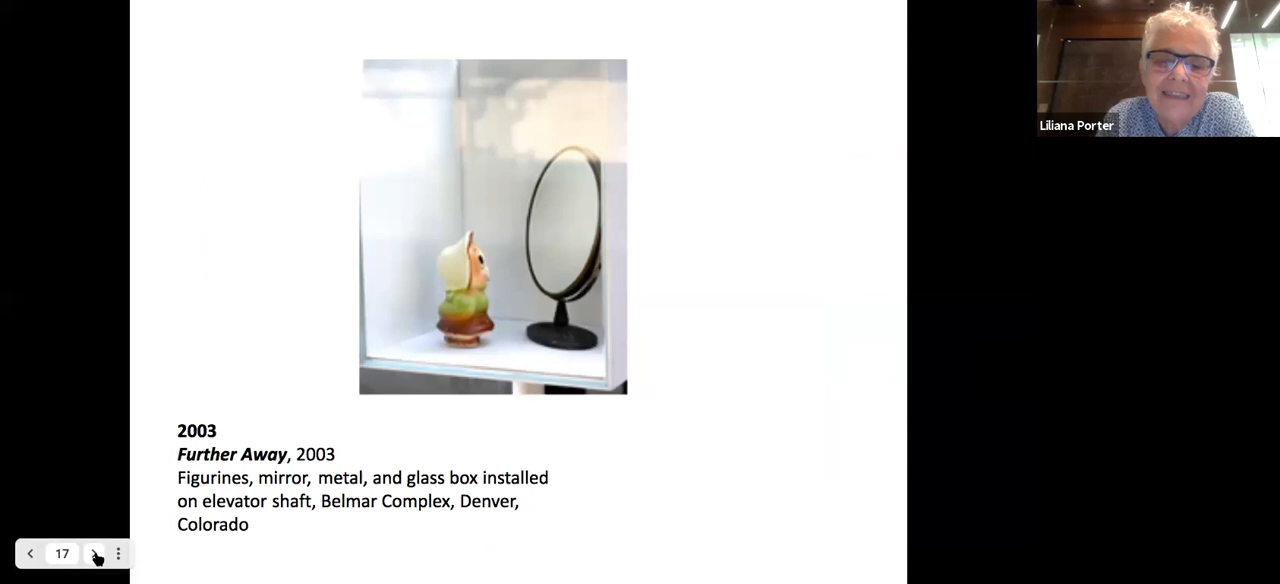 Liliana Porter
2003
Further Away, 2003
Figurines, mirror, metal, and glass box installed
on elevator shaft, Belmar Complex, Denver,
Colorado
17